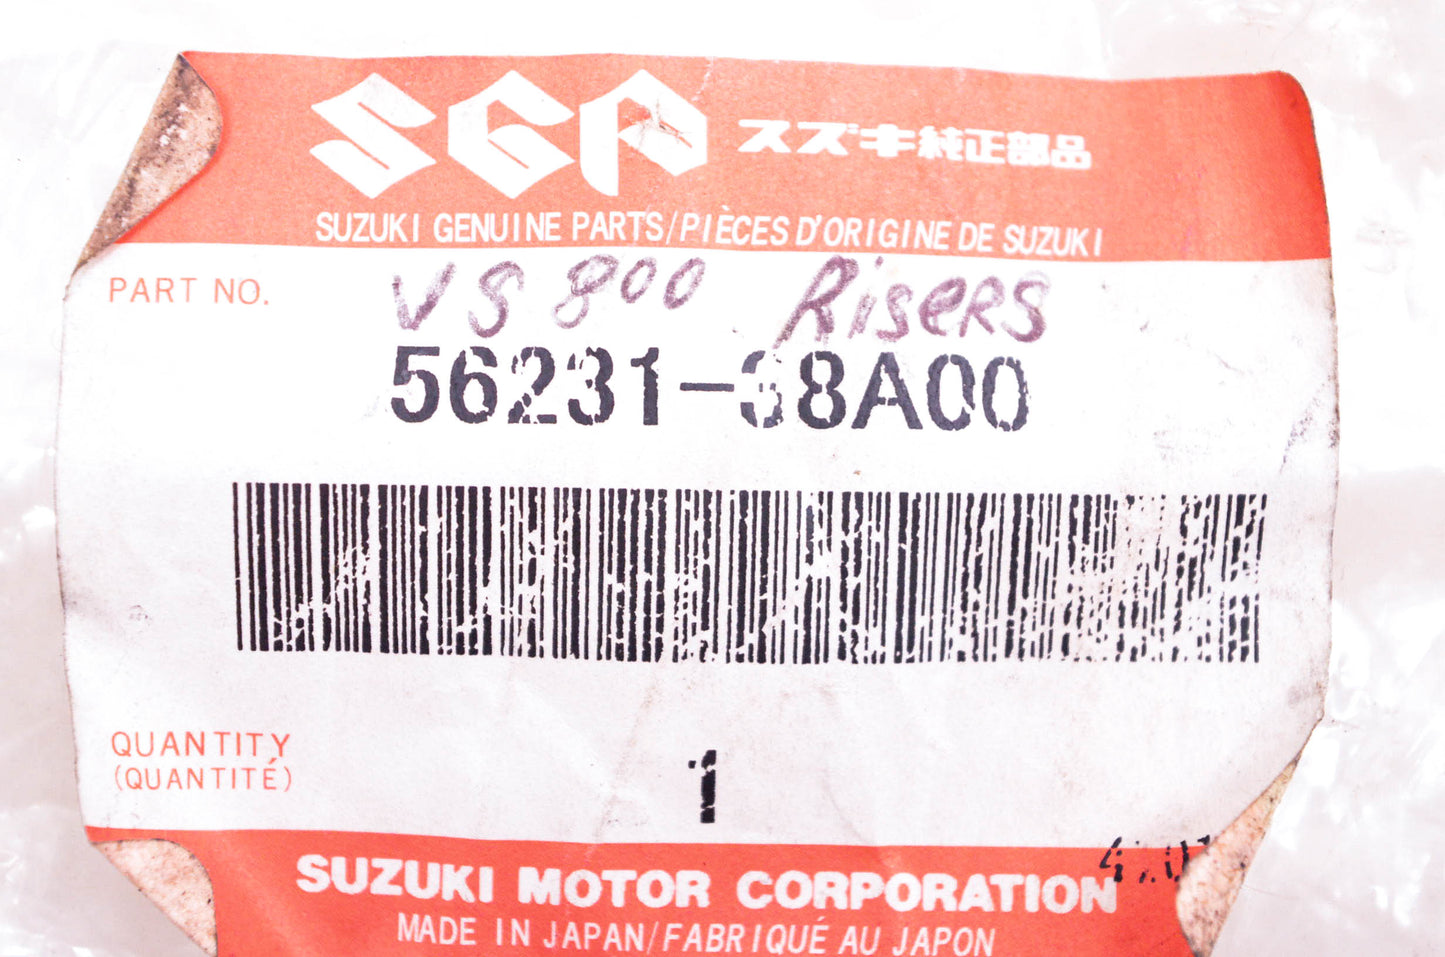 SGP スズキ純正部品
SUZUKI GENUINE PARTS/PIÈCES D'ORIGINE DE SUZUKI
PART NO.
VS 800 Risers
56231-38A00
QUANTITY
(QUANTITÉ)
1
SUZUKI MOTOR CORPORATION
MADE IN JAPAN/FABRIQUÉ AU JAPON